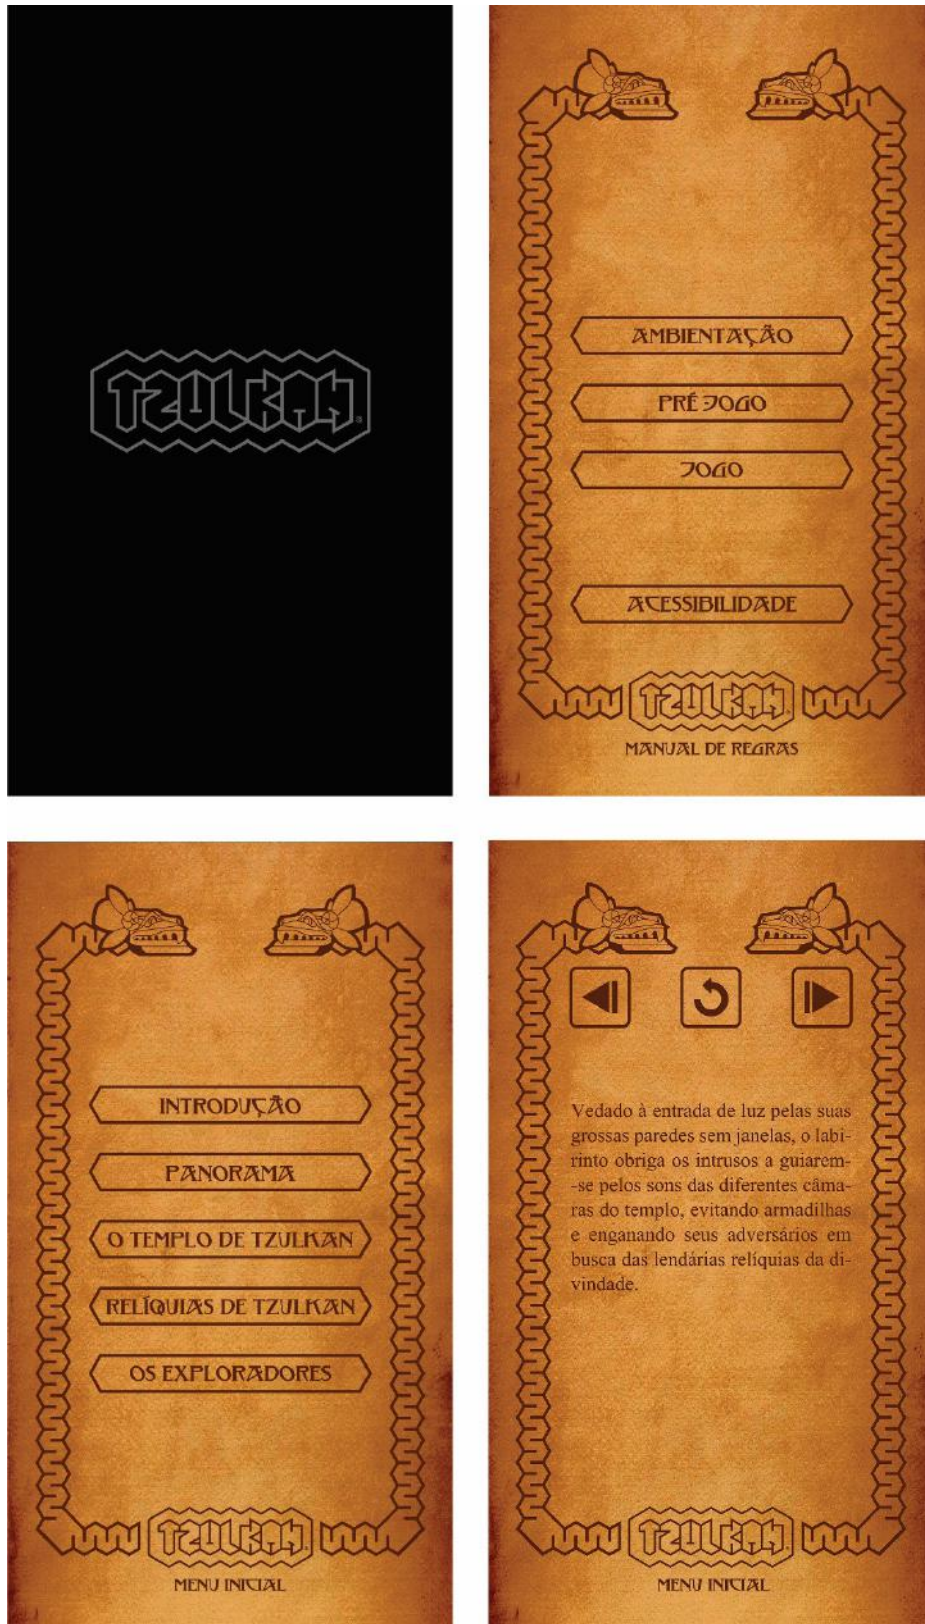 TZULKAN
AMBIENTAÇÃO
PRÉ JOGO
JOGO
ACESSIBILIDADE
TZULKAN
MANUAL DE REGRAS
INTRODUÇÃO
PANORAMA
O TEMPLO DE TZULKAN
RELÍQUIAS DE TZULKAN
OS EXPLORADORES
TZULKAN
MENU INICIAL
Vedado à entrada de luz pelas suas
grossas paredes sem janelas, o labi-
rinto obriga os intrusos a guiarem-
-se pelos sons das diferentes câma-
ras do templo, evitando armadilhas
e enganando seus adversários em
busca das lendárias relíquias da di-
vindade.
TZULKAN
MENU INICIAL